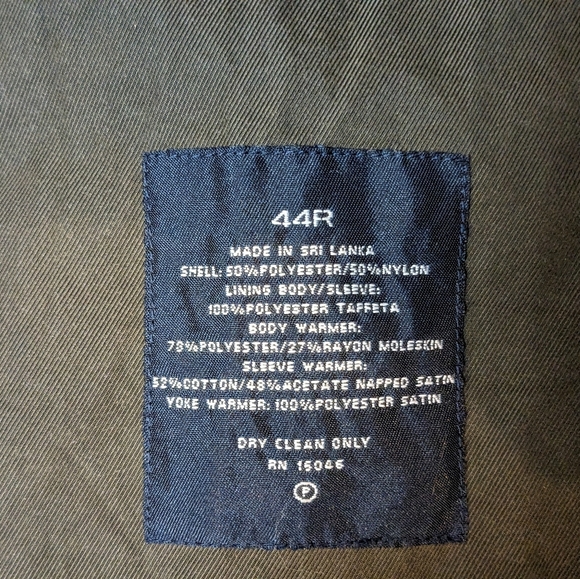 44R
MADE IN SRI LANKA
SHELL: 50%POLYESTER/50%NYLON
LINING BODY/SLEEVE:
100%POLYESTER TAFFETA
BODY WARMER:
73%POLYESTER/27%RAYON MOLESKIN
SLEEVE WARMER:
52%COTTON/48%ACETATE NAPPED SATIN
YOKE WARMER: 100%POLYESTER SATIN
DRY CLEAN ONLY
RN 16046
P